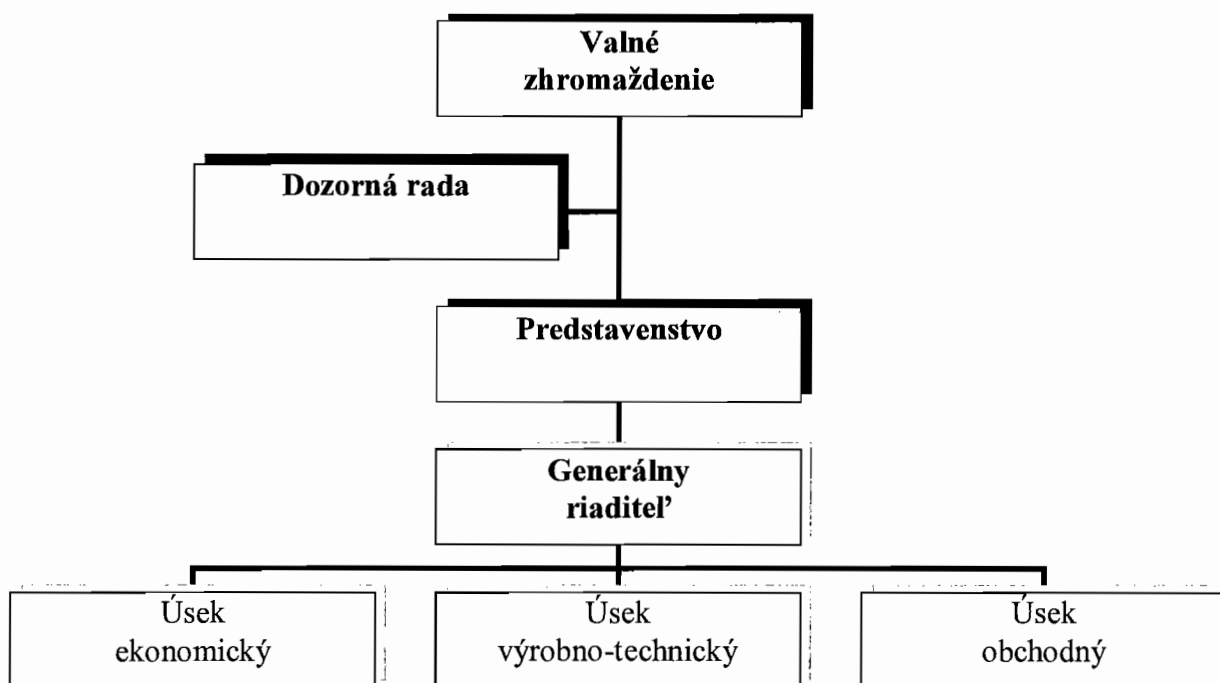 Valné
zhromaždenie
Dozorná rada
Predstavenstvo
Generálny
riaditeľ
Úsek
ekonomický
Úsek
výrobno-technický
Úsek
obchodný